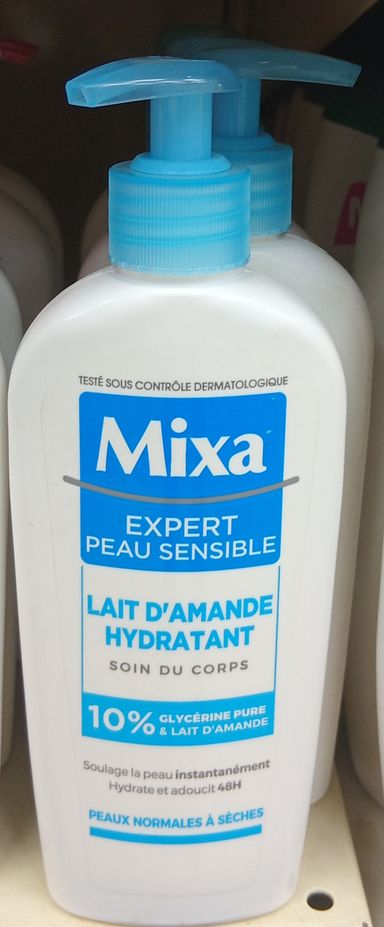 TESTÉ SOUS CONTRÔLE DERMATOLOGIQUE
Mixa
EXPERT
PEAU SENSIBLE
LAIT D'AMANDE
HYDRATANT
SOIN DU CORPS
10% GLYCÉRINE PURE
& LAIT D'AMANDE
Soulage la peau instantanément
Hydrate et adoucit 48H
PEAUX NORMALES À SÈCHES